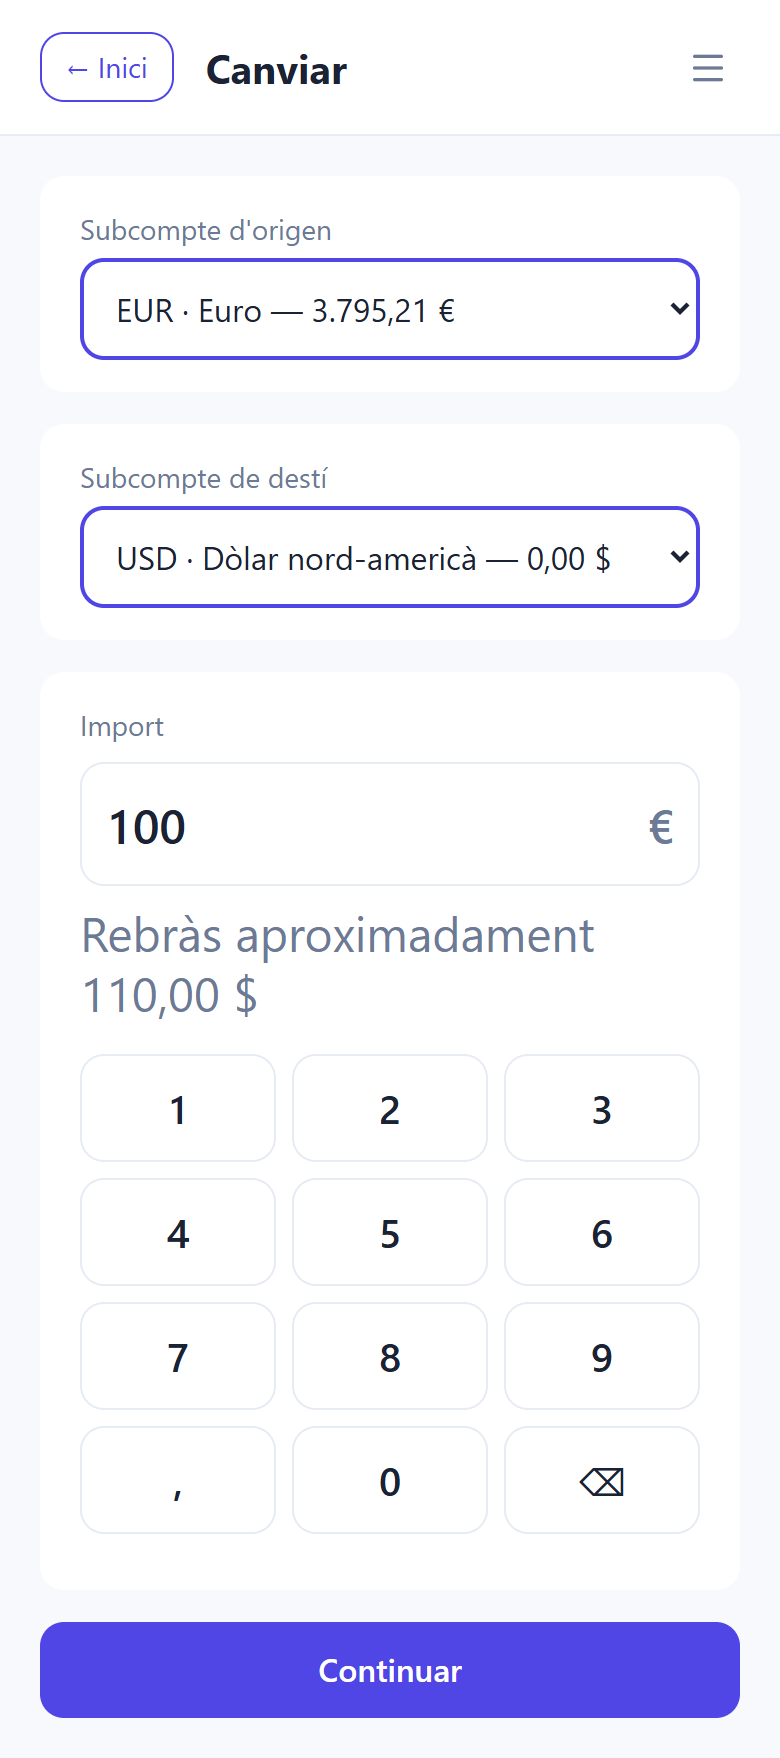 ← Inici
Canviar
Subcompte d'origen
EUR · Euro — 3.795,21 €
Subcompte de destí
USD · Dòlar nord-americà — 0,00 $
Import
100 €
Rebràs aproximadament
110,00 $
1 2 3
4 5 6
7 8 9
, 0 ⌫
Continuar